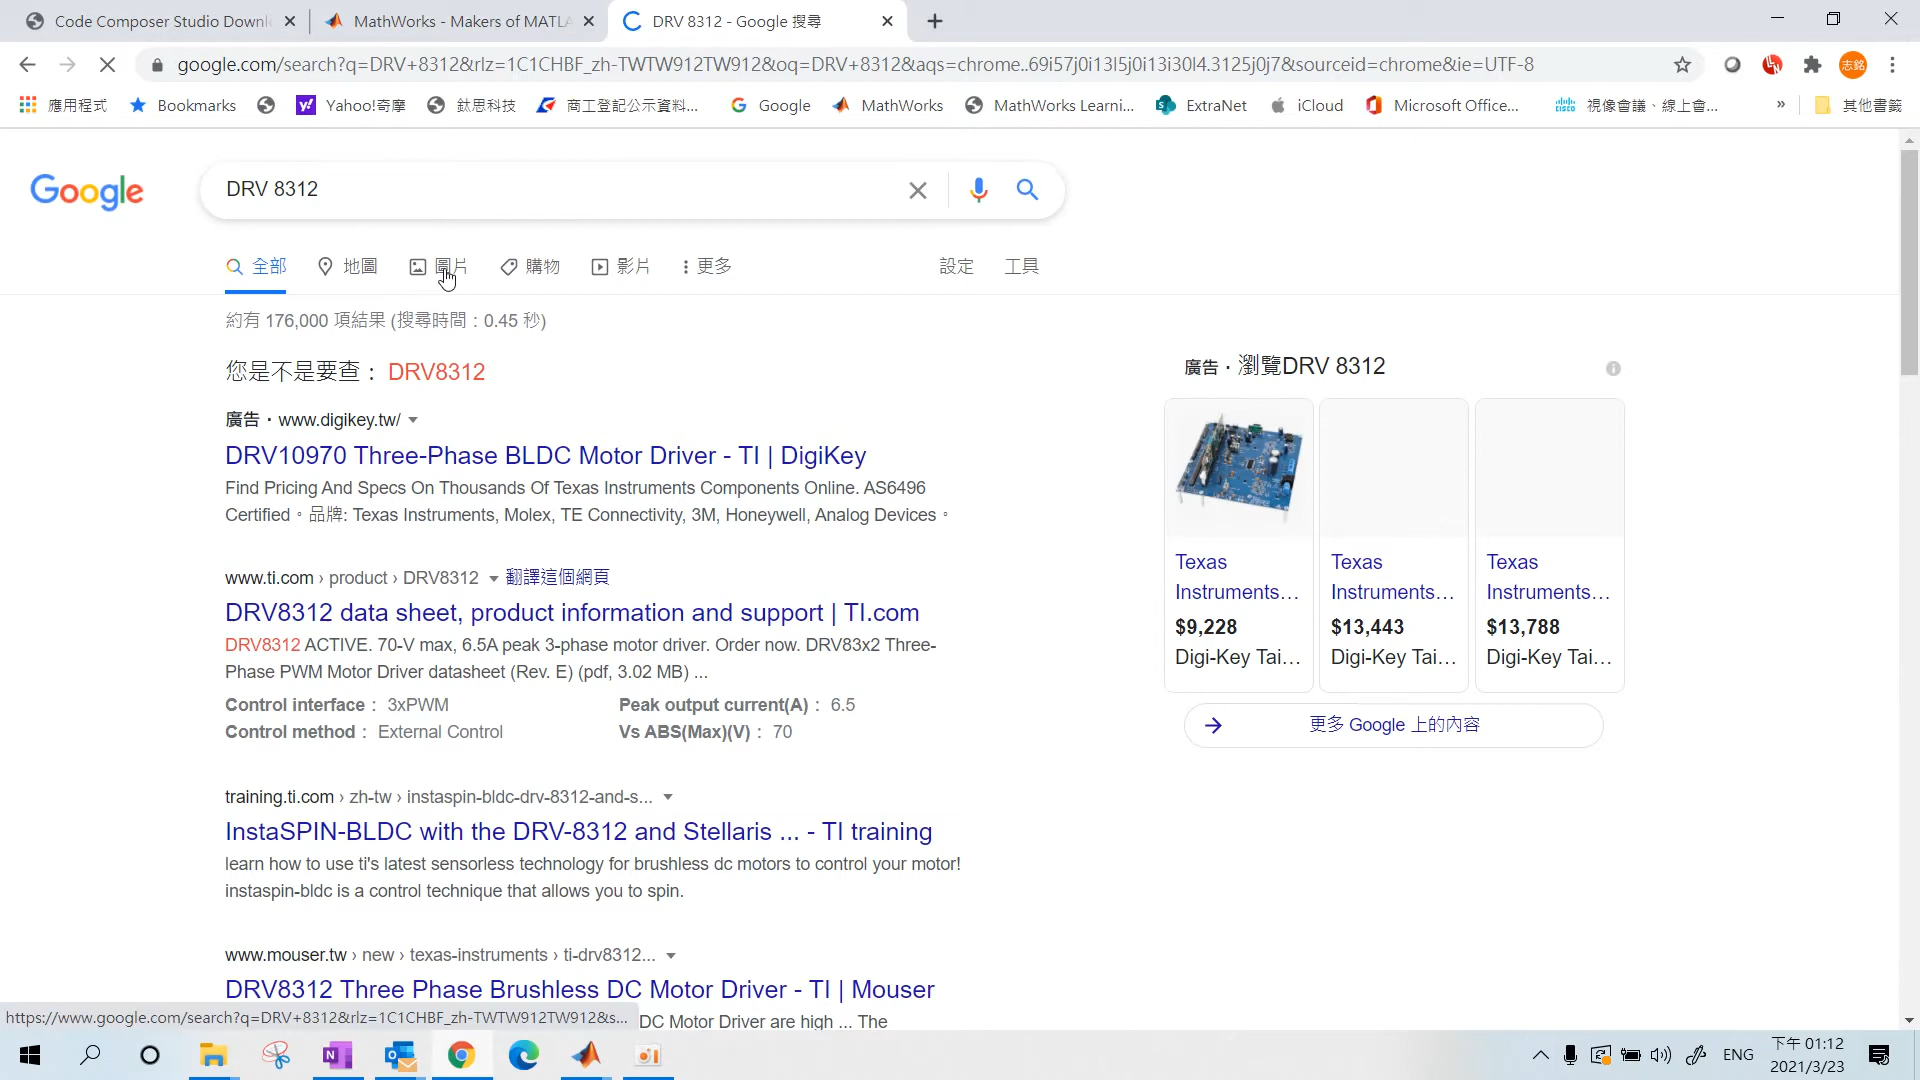 Code Composer Studio Downl
MathWorks - Makers of MATLA
DRV 8312 - Google 搜尋
google.com/search?q=DRV+8312&rlz=1C1CHBF_zh-TWTW912TW912&oq=DRV+8312&aqs=chrome..69i57j0i13l5j0i13i30l4.3125j0j7&sourceid=chrome&ie=UTF-8
志銘
應用程式
Bookmarks
Yahoo!奇摩
鈦思科技
商工登記公示資料...
Google
MathWorks
MathWorks Learni...
ExtraNet
iCloud
Microsoft Office...
視像會議、線上會...
»
其他書籤
Google
DRV 8312
全部
地圖
圖片
購物
影片
更多
設定
工具
約有 176,000 項結果 (搜尋時間：0.45 秒)
您是不是要查： DRV8312
廣告・www.digikey.tw/
DRV10970 Three-Phase BLDC Motor Driver - TI | DigiKey
Find Pricing And Specs On Thousands Of Texas Instruments Components Online. AS6496
Certified。品牌: Texas Instruments, Molex, TE Connectivity, 3M, Honeywell, Analog Devices。
www.ti.com › product › DRV8312 翻譯這個網頁
DRV8312 data sheet, product information and support | TI.com
DRV8312 ACTIVE. 70-V max, 6.5A peak 3-phase motor driver. Order now. DRV83x2 Three-
Phase PWM Motor Driver datasheet (Rev. E) (pdf, 3.02 MB) ...
Control interface： 3xPWM
Peak output current(A)： 6.5
Control method： External Control
Vs ABS(Max)(V)： 70
training.ti.com › zh-tw › instaspin-bldc-drv-8312-and-s...
InstaSPIN-BLDC with the DRV-8312 and Stellaris ... - TI training
learn how to use ti's latest sensorless technology for brushless dc motors to control your motor!
instaspin-bldc is a control technique that allows you to spin.
www.mouser.tw › new › texas-instruments › ti-drv8312...
DRV8312 Three Phase Brushless DC Motor Driver - TI | Mouser
DC Motor Driver are high ... The
廣告・瀏覽DRV 8312
Texas
Instruments...
$9,228
Digi-Key Tai...
Texas
Instruments...
$13,443
Digi-Key Tai...
Texas
Instruments...
$13,788
Digi-Key Tai...
更多 Google 上的內容
https://www.google.com/search?q=DRV+8312&rlz=1C1CHBF_zh-TWTW912TW912&s...
ENG
下午 01:12
2021/3/23